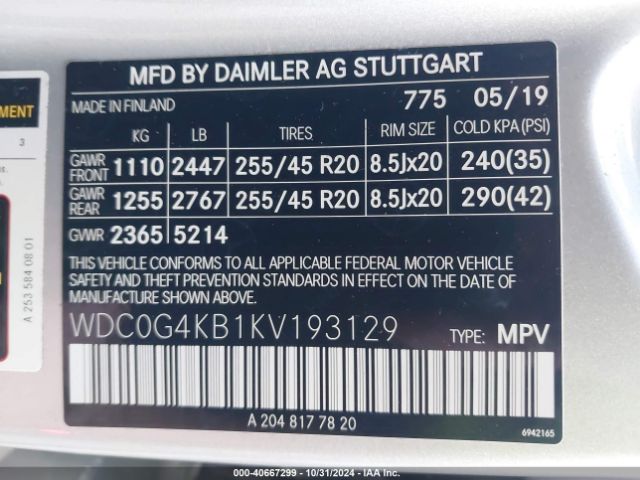 MFD BY DAIMLER AG STUTTGART
MADE IN FINLAND 775 05/19
KG LB TIRES RIM SIZE COLD KPA (PSI)
GAWR FRONT 1110 2447 255/45 R20 8.5Jx20 240(35)
GAWR REAR 1255 2767 255/45 R20 8.5Jx20 290(42)
GVWR 2365 5214
THIS VEHICLE CONFORMS TO ALL APPLICABLE FEDERAL MOTOR VEHICLE
SAFETY AND THEFT PREVENTION STANDARDS IN EFFECT ON THE DATE OF
MANUFACTURE SHOWN ABOVE.
WDC0G4KB1KV193129 TYPE: MPV
A 204 817 78 20
6942165
3
A 253 584 08 01
000-40667299 - 10/31/2024 - IAA Inc.